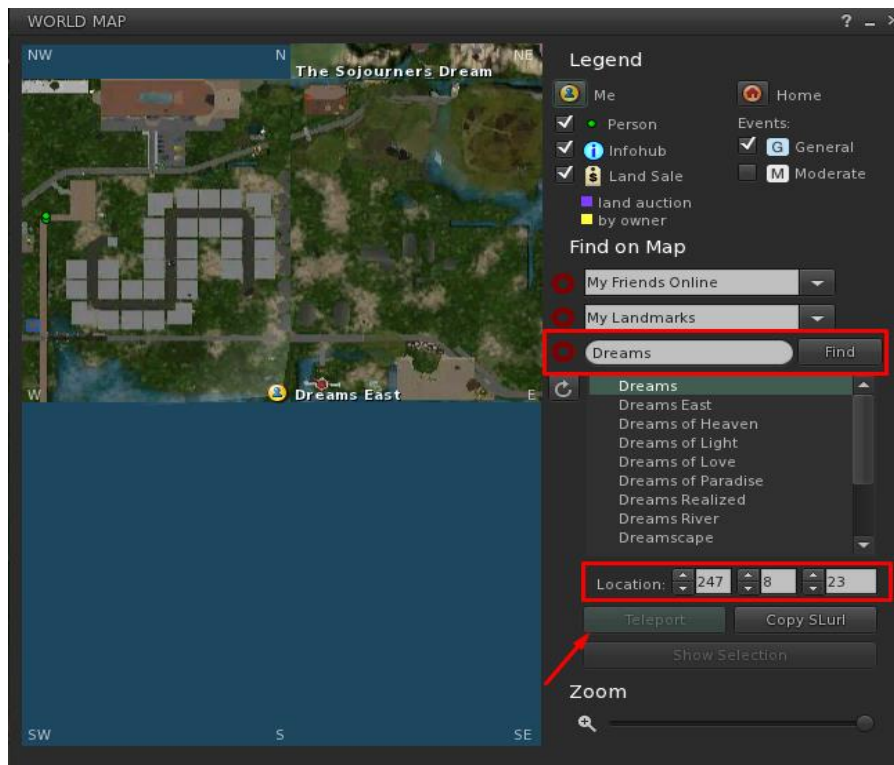 WORLD MAP
? _ ×
NW
N
NE
The Sojourners Dream
W
Dreams East
E
SW
S
SE
Legend
Me
Home
Person
Events:
Infohub
G General
Land Sale
M Moderate
land auction
by owner
Find on Map
My Friends Online
My Landmarks
Dreams
Find
Dreams
Dreams East
Dreams of Heaven
Dreams of Light
Dreams of Love
Dreams of Paradise
Dreams Realized
Dreams River
Dreamscape
Location: 247 8 23
Teleport
Copy SLurl
Show Selection
Zoom